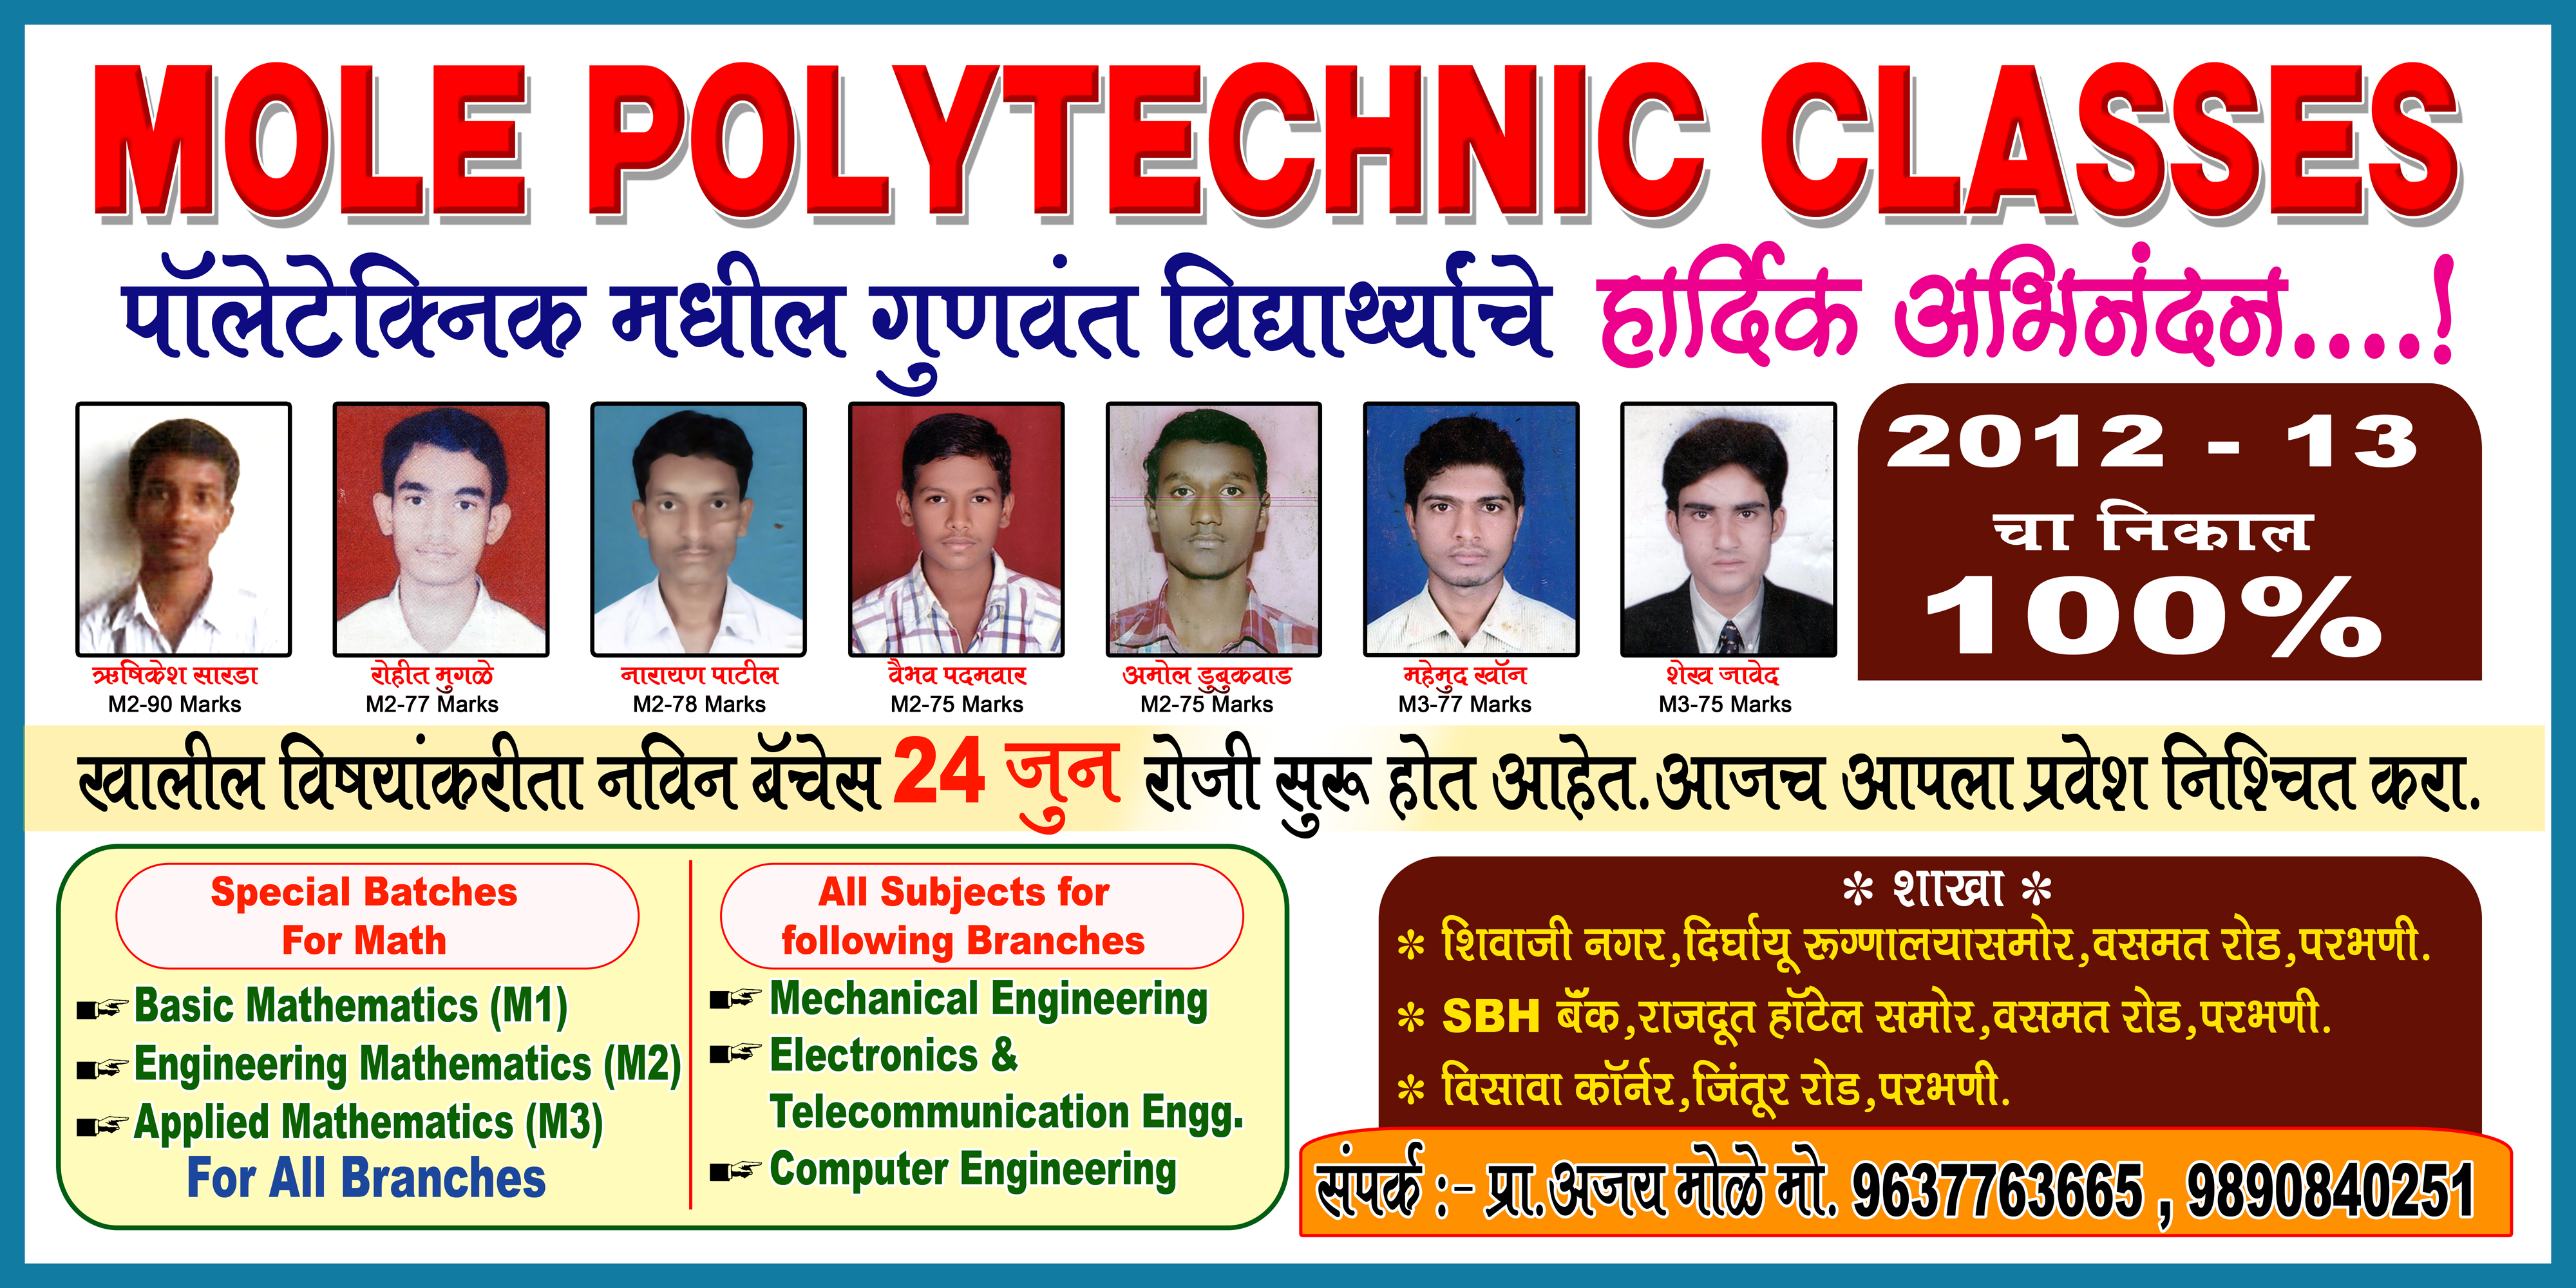 MOLE POLYTECHNIC CLASSES
पॉलेटेक्निक मधील गुणवंत विद्यार्थ्यांचे हार्दिक अभिनंदन....!
2012 - 13
चा निकाल
100%
ऋषिकेश सारडा
M2-90 Marks
रोहीत मुगळे
M2-77 Marks
नारायण पाटील
M2-78 Marks
वैभव पदमवार
M2-75 Marks
अमोल डुबुकवाड
M2-75 Marks
महेमुद खॉन
M3-77 Marks
शेख जावेद
M3-75 Marks
खालील विषयांकरीता नविन बॅचेस 24 जुन रोजी सुरू होत आहेत.आजच आपला प्रवेश निश्चित करा.
Special Batches
For Math
Basic Mathematics (M1)
Engineering Mathematics (M2)
Applied Mathematics (M3)
For All Branches
All Subjects for
following Branches
Mechanical Engineering
Electronics &
Telecommunication Engg.
Computer Engineering
* शाखा *
* शिवाजी नगर,दिर्घायू रूग्णालयासमोर,वसमत रोड,परभणी.
* SBH बँक,राजदूत हॉटेल समोर,वसमत रोड,परभणी.
* विसावा कॉर्नर,जिंतूर रोड,परभणी.
संपर्क :- प्रा.अजय मोळे मो. 9637763665 , 9890840251